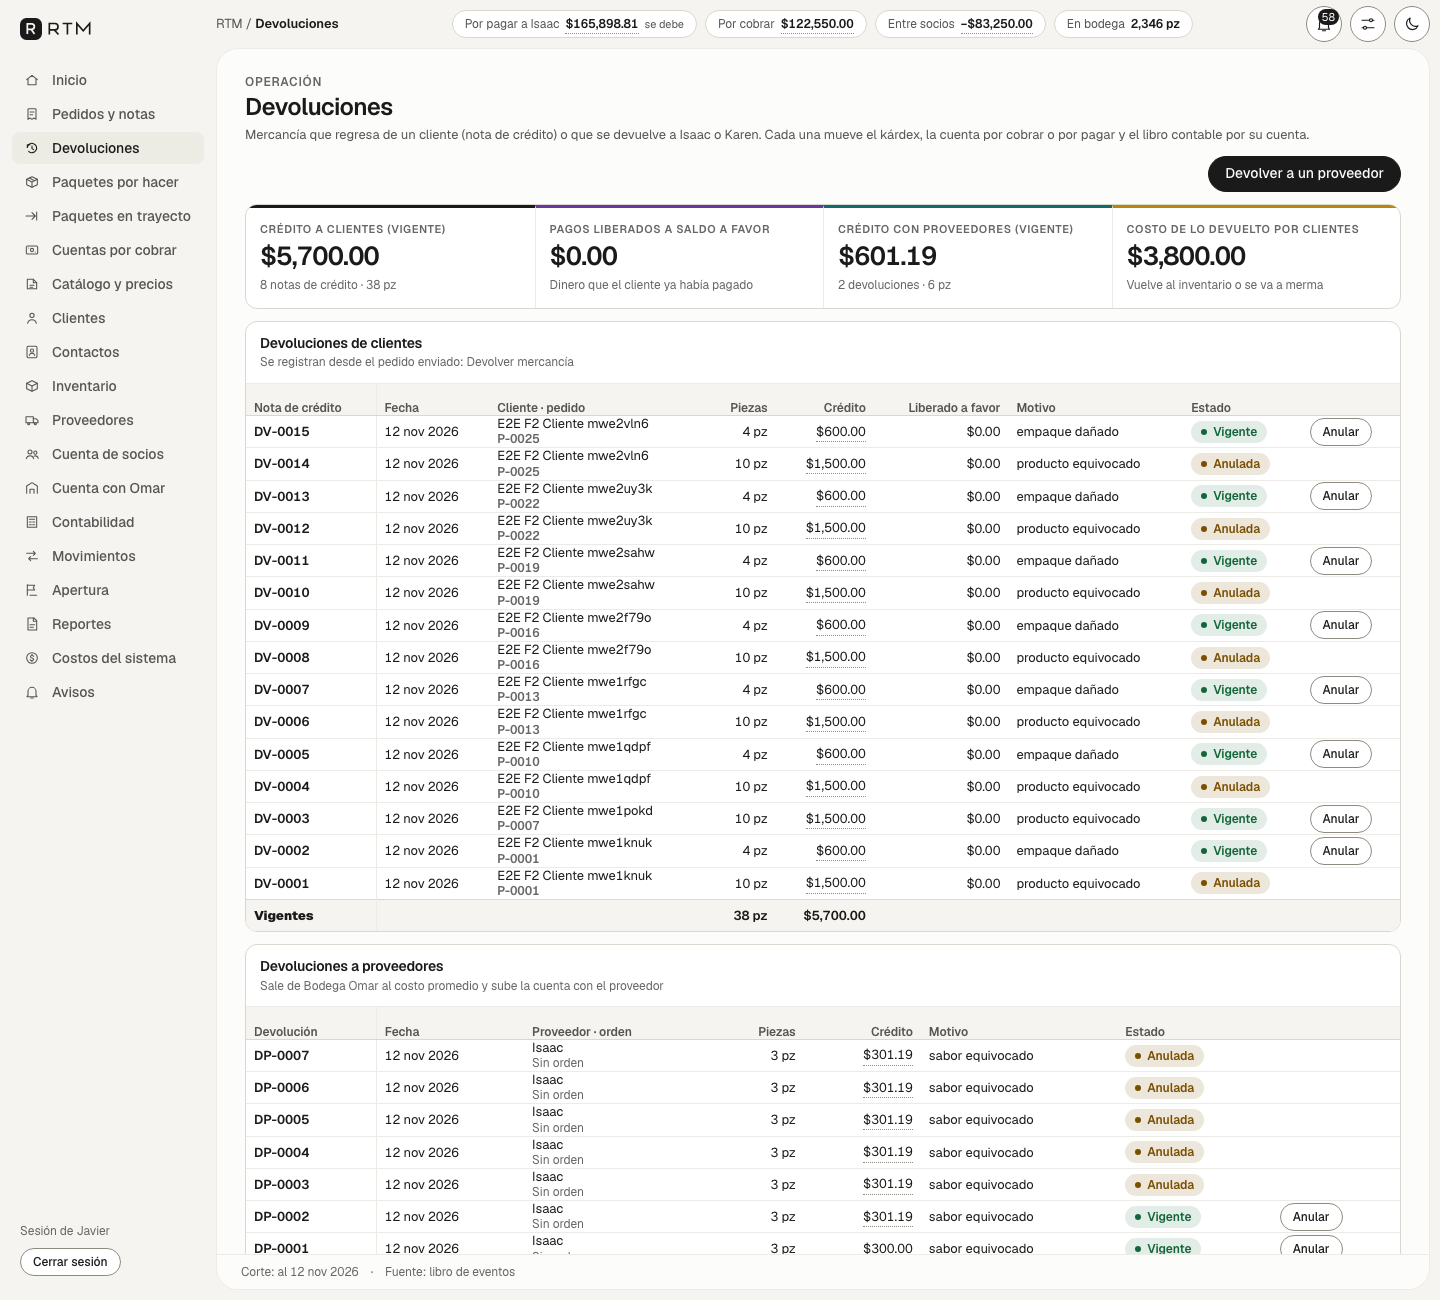 R RTM
RTM / Devoluciones
Por pagar a Isaac $165,898.81 se debe
Por cobrar $122,550.00
Entre socios −$83,250.00
En bodega 2,346 pz
58
Inicio
Pedidos y notas
Devoluciones
Paquetes por hacer
Paquetes en trayecto
Cuentas por cobrar
Catálogo y precios
Clientes
Contactos
Inventario
Proveedores
Cuenta de socios
Cuenta con Omar
Contabilidad
Movimientos
Apertura
Reportes
Costos del sistema
Avisos
Sesión de Javier
Cerrar sesión
OPERACIÓN
Devoluciones
Mercancía que regresa de un cliente (nota de crédito) o que se devuelve a Isaac o Karen. Cada una mueve el kárdex, la cuenta por cobrar o por pagar y el libro contable por su cuenta.
Devolver a un proveedor
CRÉDITO A CLIENTES (VIGENTE)
$5,700.00
8 notas de crédito · 38 pz
PAGOS LIBERADOS A SALDO A FAVOR
$0.00
Dinero que el cliente ya había pagado
CRÉDITO CON PROVEEDORES (VIGENTE)
$601.19
2 devoluciones · 6 pz
COSTO DE LO DEVUELTO POR CLIENTES
$3,800.00
Vuelve al inventario o se va a merma
Devoluciones de clientes
Se registran desde el pedido enviado: Devolver mercancía
Nota de crédito Fecha Cliente · pedido Piezas Crédito Liberado a favor Motivo Estado
DV-0015 12 nov 2026 E2E F2 Cliente mwe2vln6 4 pz $600.00 $0.00 empaque dañado Vigente Anular
P-0025
DV-0014 12 nov 2026 E2E F2 Cliente mwe2vln6 10 pz $1,500.00 $0.00 producto equivocado Anulada
P-0025
DV-0013 12 nov 2026 E2E F2 Cliente mwe2uy3k 4 pz $600.00 $0.00 empaque dañado Vigente Anular
P-0022
DV-0012 12 nov 2026 E2E F2 Cliente mwe2uy3k 10 pz $1,500.00 $0.00 producto equivocado Anulada
P-0022
DV-0011 12 nov 2026 E2E F2 Cliente mwe2sahw 4 pz $600.00 $0.00 empaque dañado Vigente Anular
P-0019
DV-0010 12 nov 2026 E2E F2 Cliente mwe2sahw 10 pz $1,500.00 $0.00 producto equivocado Anulada
P-0019
DV-0009 12 nov 2026 E2E F2 Cliente mwe2f79o 4 pz $600.00 $0.00 empaque dañado Vigente Anular
P-0016
DV-0008 12 nov 2026 E2E F2 Cliente mwe2f79o 10 pz $1,500.00 $0.00 producto equivocado Anulada
P-0016
DV-0007 12 nov 2026 E2E F2 Cliente mwe1rfgc 4 pz $600.00 $0.00 empaque dañado Vigente Anular
P-0013
DV-0006 12 nov 2026 E2E F2 Cliente mwe1rfgc 10 pz $1,500.00 $0.00 producto equivocado Anulada
P-0013
DV-0005 12 nov 2026 E2E F2 Cliente mwe1qdpf 4 pz $600.00 $0.00 empaque dañado Vigente Anular
P-0010
DV-0004 12 nov 2026 E2E F2 Cliente mwe1qdpf 10 pz $1,500.00 $0.00 producto equivocado Anulada
P-0010
DV-0003 12 nov 2026 E2E F2 Cliente mwe1pokd 10 pz $1,500.00 $0.00 producto equivocado Vigente Anular
P-0007
DV-0002 12 nov 2026 E2E F2 Cliente mwe1knuk 4 pz $600.00 $0.00 empaque dañado Vigente Anular
P-0001
DV-0001 12 nov 2026 E2E F2 Cliente mwe1knuk 10 pz $1,500.00 $0.00 producto equivocado Anulada
P-0001
Vigentes 38 pz $5,700.00
Devoluciones a proveedores
Sale de Bodega Omar al costo promedio y sube la cuenta con el proveedor
Devolución Fecha Proveedor · orden Piezas Crédito Motivo Estado
DP-0007 12 nov 2026 Isaac 3 pz $301.19 sabor equivocado Anulada
Sin orden
DP-0006 12 nov 2026 Isaac 3 pz $301.19 sabor equivocado Anulada
Sin orden
DP-0005 12 nov 2026 Isaac 3 pz $301.19 sabor equivocado Anulada
Sin orden
DP-0004 12 nov 2026 Isaac 3 pz $301.19 sabor equivocado Anulada
Sin orden
DP-0003 12 nov 2026 Isaac 3 pz $301.19 sabor equivocado Anulada
Sin orden
DP-0002 12 nov 2026 Isaac 3 pz $301.19 sabor equivocado Vigente Anular
Sin orden
DP-0001 12 nov 2026 Isaac 3 pz $300.00 sabor equivocado Vigente Anular
Corte: al 12 nov 2026 · Fuente: libro de eventos